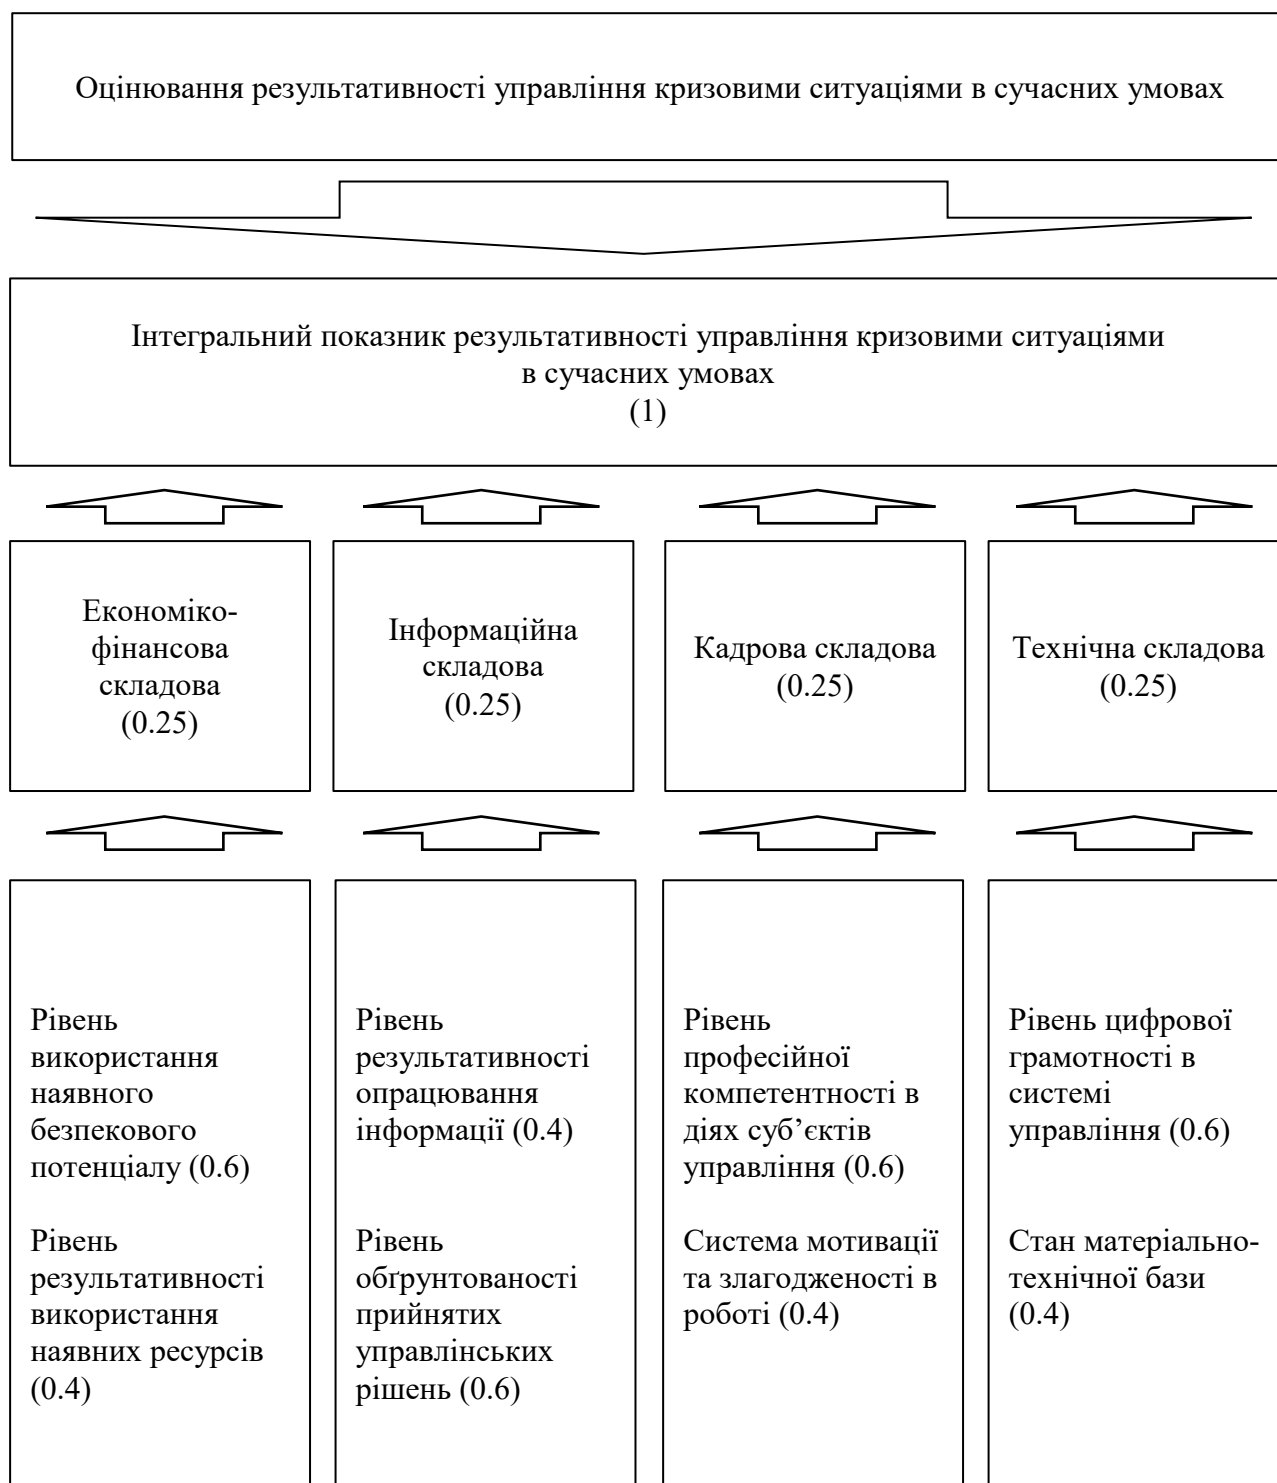 Оцінювання результативності управління кризовими ситуаціями в сучасних умовах
Інтегральний показник результативності управління кризовими ситуаціями
в сучасних умовах
(1)
Економіко-
фінансова
складова
(0.25)
Інформаційна
складова
(0.25)
Кадрова складова
(0.25)
Технічна складова
(0.25)
Рівень
використання
наявного
безпекового
потенціалу (0.6)
Рівень
результативності
використання
наявних ресурсів
(0.4)
Рівень
результативності
опрацювання
інформації (0.4)
Рівень
обґрунтованості
прийнятих
управлінських
рішень (0.6)
Рівень
професійної
компетентності в
діях суб’єктів
управління (0.6)
Система мотивації
та злагодженості в
роботі (0.4)
Рівень цифрової
грамотності в
системі
управління (0.6)
Стан матеріально-
технічної бази
(0.4)